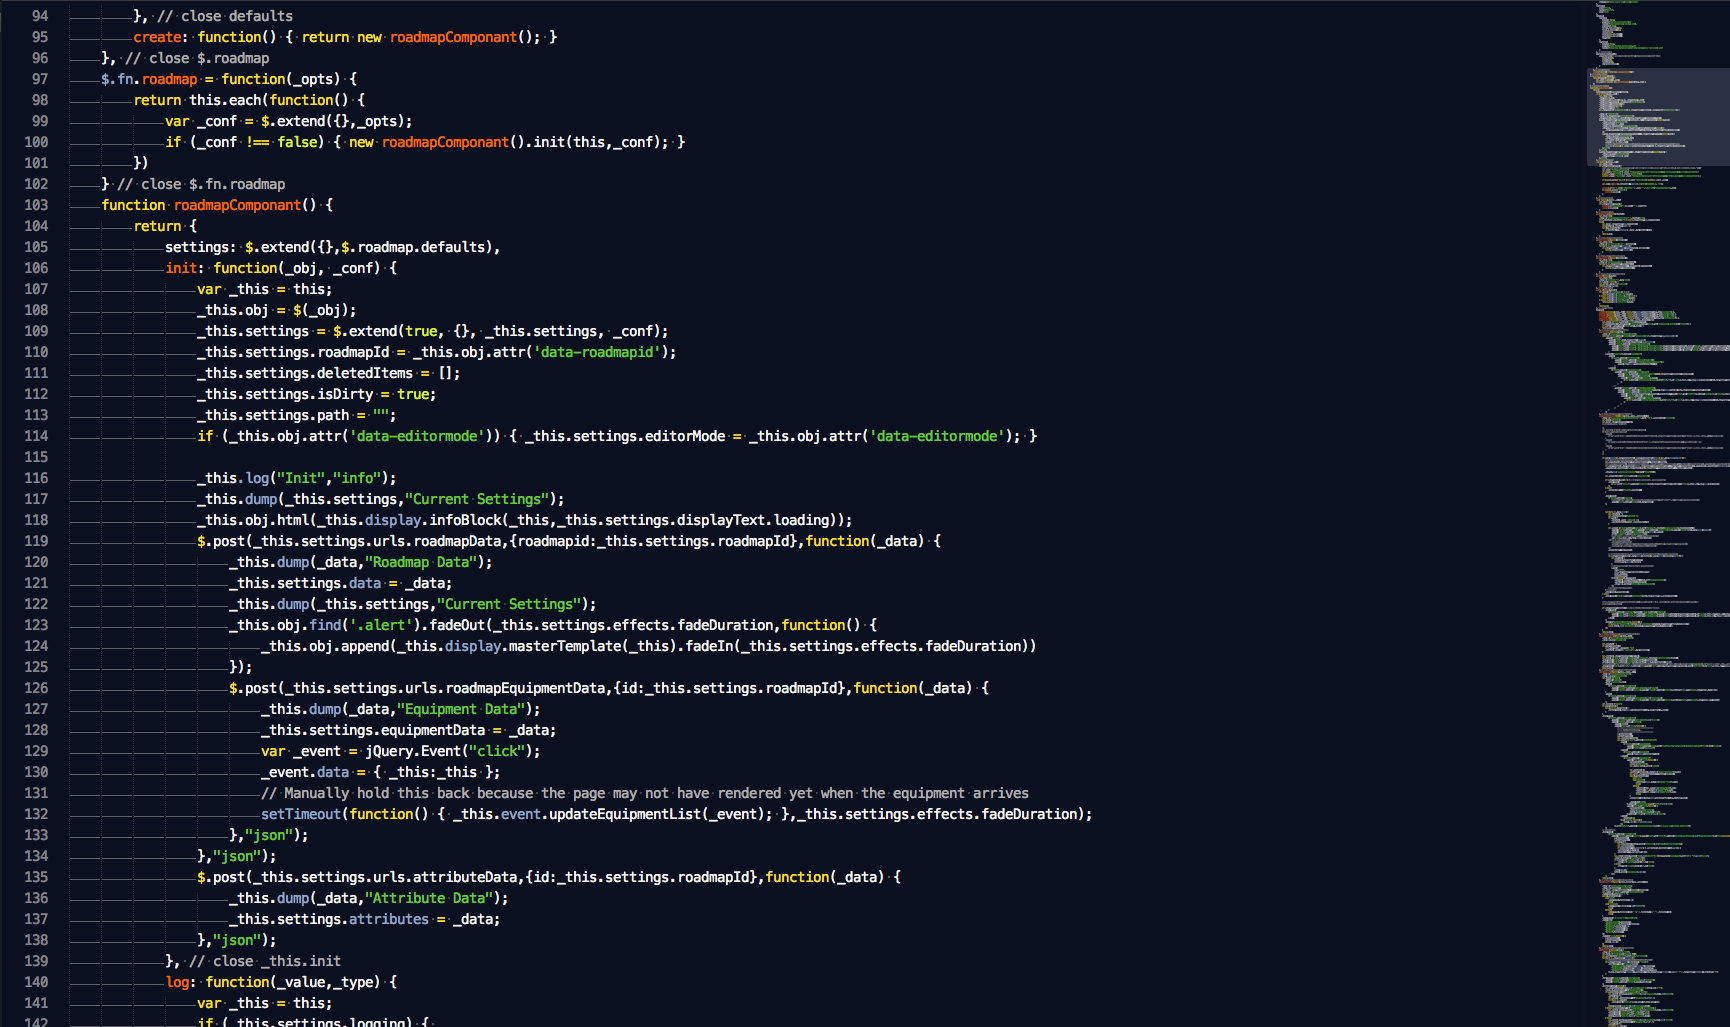 94 }, // close defaults
95 create: function() { return new roadmapComponant(); }
96 }, // close $.roadmap
97 $.fn.roadmap = function(_opts) {
98 return this.each(function() {
99 var _conf = $.extend({},_opts);
100 if (_conf !== false) { new roadmapComponant().init(this,_conf); }
101 })
102 } // close $.fn.roadmap
103 function roadmapComponant() {
104 return {
105 settings: $.extend({},$.roadmap.defaults),
106 init: function(_obj, _conf) {
107 var _this = this;
108 _this.obj = $(_obj);
109 _this.settings = $.extend(true, {}, _this.settings, _conf);
110 _this.settings.roadmapId = _this.obj.attr('data-roadmapid');
111 _this.settings.deletedItems = [];
112 _this.settings.isDirty = true;
113 _this.settings.path = "";
114 if (_this.obj.attr('data-editormode')) { _this.settings.editorMode = _this.obj.attr('data-editormode'); }
115
116 _this.log("Init","info");
117 _this.dump(_this.settings,"Current Settings");
118 _this.obj.html(_this.display.infoBlock(_this,_this.settings.displayText.loading));
119 $.post(_this.settings.urls.roadmapData,{roadmapid:_this.settings.roadmapId},function(_data) {
120 _this.dump(_data,"Roadmap Data");
121 _this.settings.data = _data;
122 _this.dump(_this.settings,"Current Settings");
123 _this.obj.find('.alert').fadeOut(_this.settings.effects.fadeDuration,function() {
124 _this.obj.append(_this.display.masterTemplate(_this).fadeIn(_this.settings.effects.fadeDuration))
125 });
126 $.post(_this.settings.urls.roadmapEquipmentData,{id:_this.settings.roadmapId},function(_data) {
127 _this.dump(_data,"Equipment Data");
128 _this.settings.equipmentData = _data;
129 var _event = jQuery.Event("click");
130 _event.data = { _this:_this };
131 // Manually hold this back because the page may not have rendered yet when the equipment arrives
132 setTimeout(function() { _this.event.updateEquipmentList(_event); },_this.settings.effects.fadeDuration);
133 },"json");
134 },"json");
135 $.post(_this.settings.urls.attributeData,{id:_this.settings.roadmapId},function(_data) {
136 _this.dump(_data,"Attribute Data");
137 _this.settings.attributes = _data;
138 },"json");
139 }, // close _this.init
140 log: function(_value,_type) {
141 var _this = this;
142 if (_this.settings.logging) {